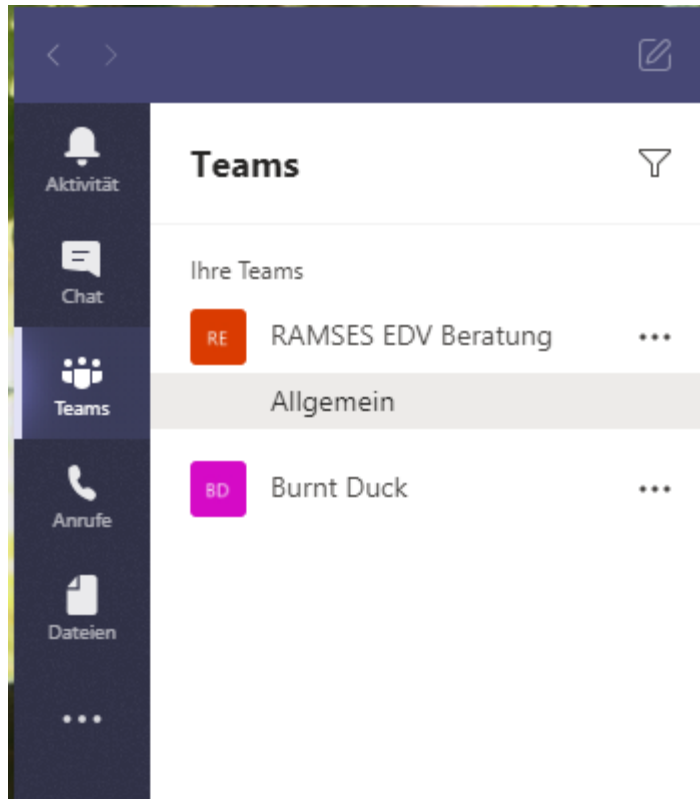 Aktivität
Chat
Teams
Anrufe
Dateien
Teams
Ihre Teams
RE RAMSES EDV Beratung
Allgemein
BD Burnt Duck